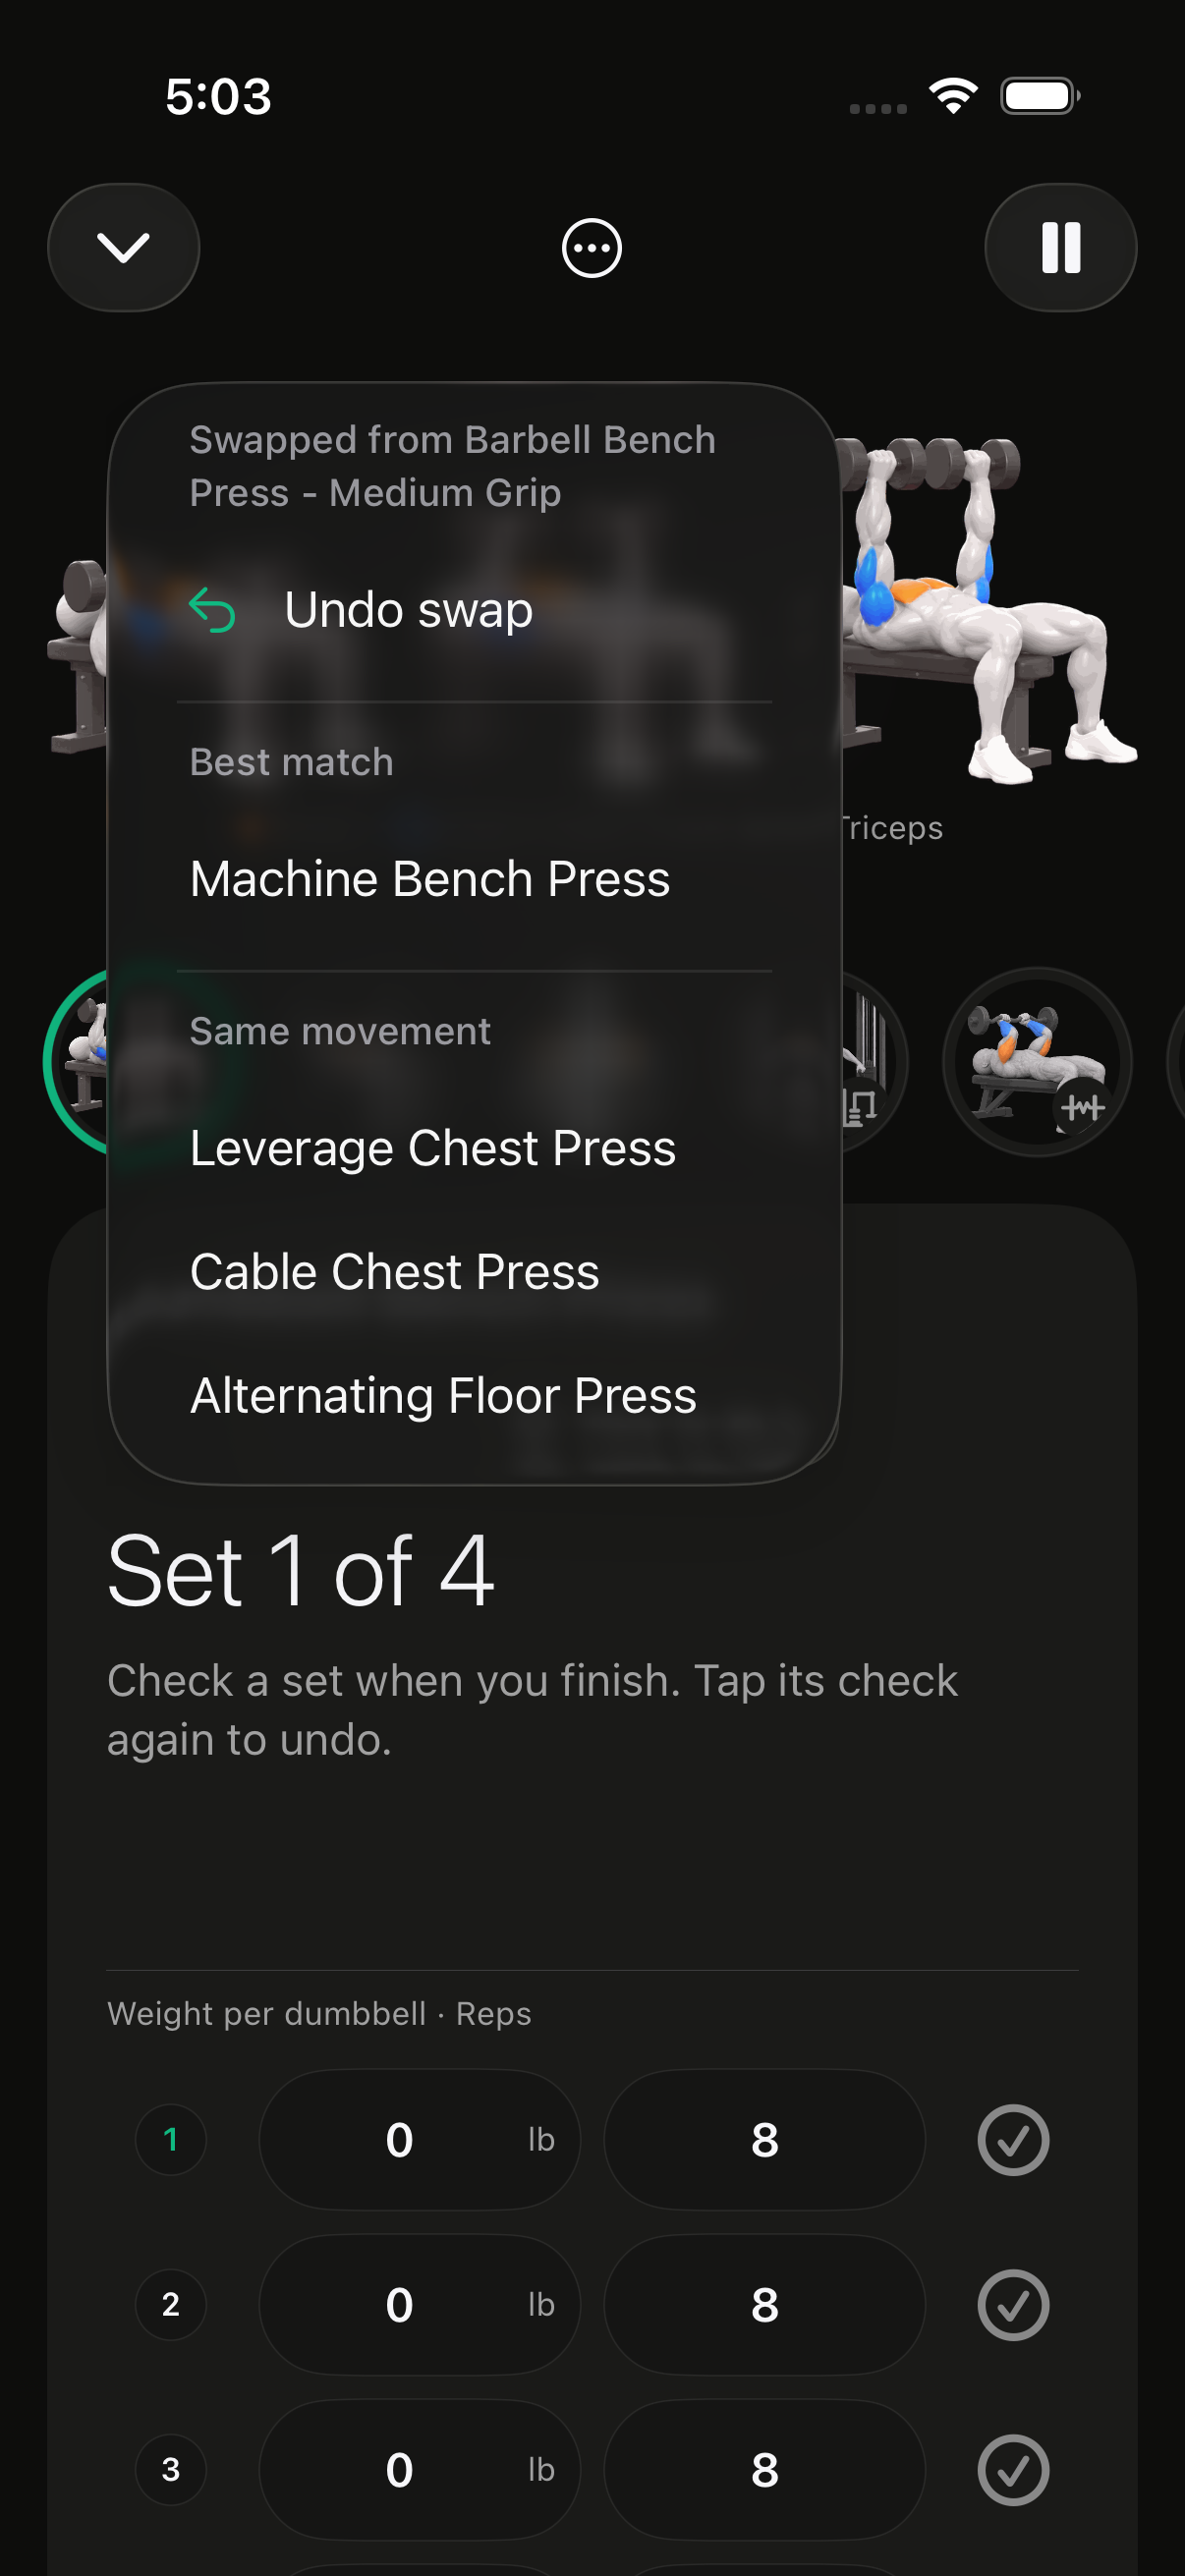 5:03
Swapped from Barbell Bench
Press - Medium Grip
Undo swap
Best match
Machine Bench Press
Same movement
Leverage Chest Press
Cable Chest Press
Alternating Floor Press
Set 1 of 4
Check a set when you finish. Tap its check
again to undo.
Weight per dumbbell · Reps
1 0 lb 8
2 0 lb 8
3 0 lb 8